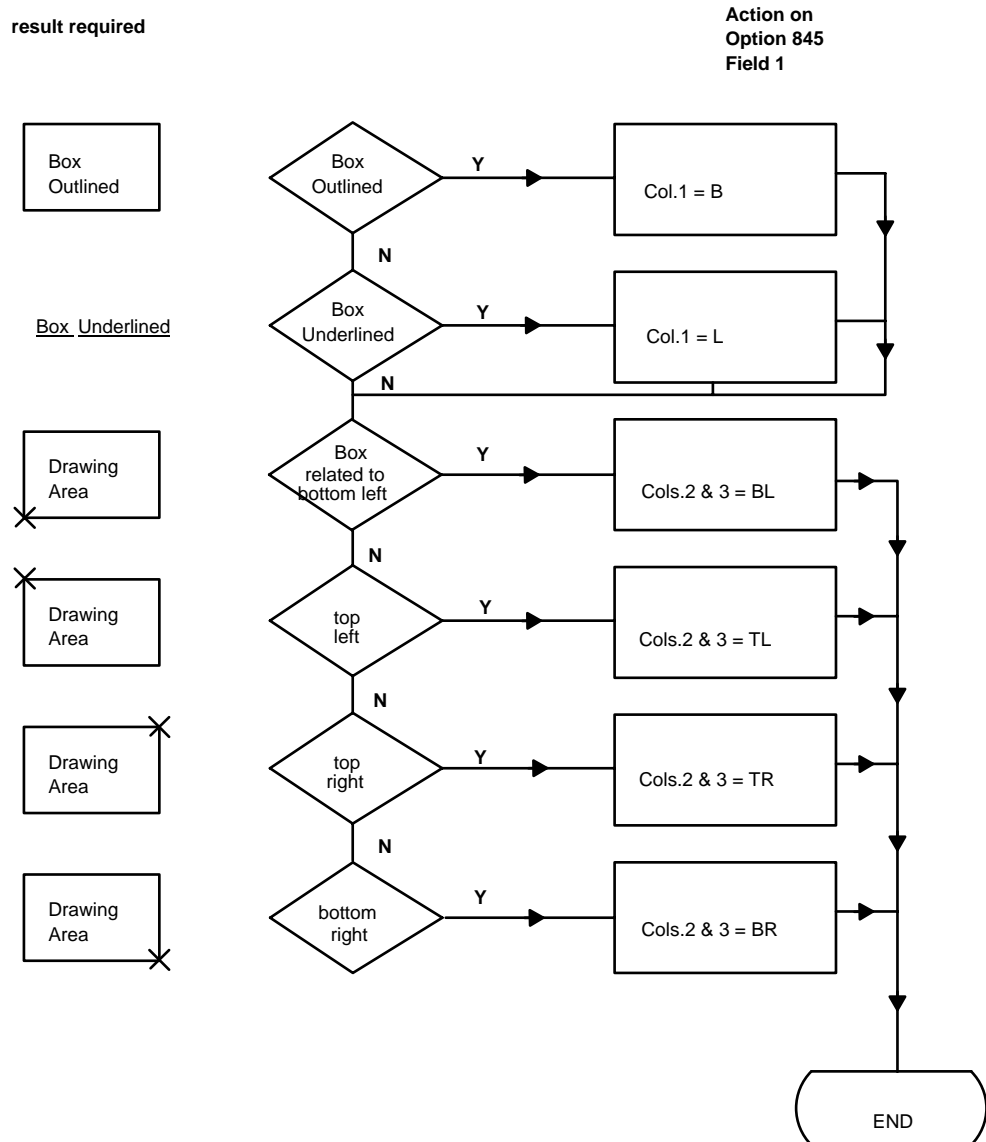 result required
Action on
Option 845
Field 1
Box
Outlined
Box
Outlined
Y
Col.1 = B
N
Box Underlined
Box
Underlined
Y
Col.1 = L
N
Drawing
Area
Box
related to
bottom left
Y
Cols.2 & 3 = BL
N
Drawing
Area
top
left
Y
Cols.2 & 3 = TL
N
Drawing
Area
top
right
Y
Cols.2 & 3 = TR
N
Drawing
Area
bottom
right
Y
Cols.2 & 3 = BR
END